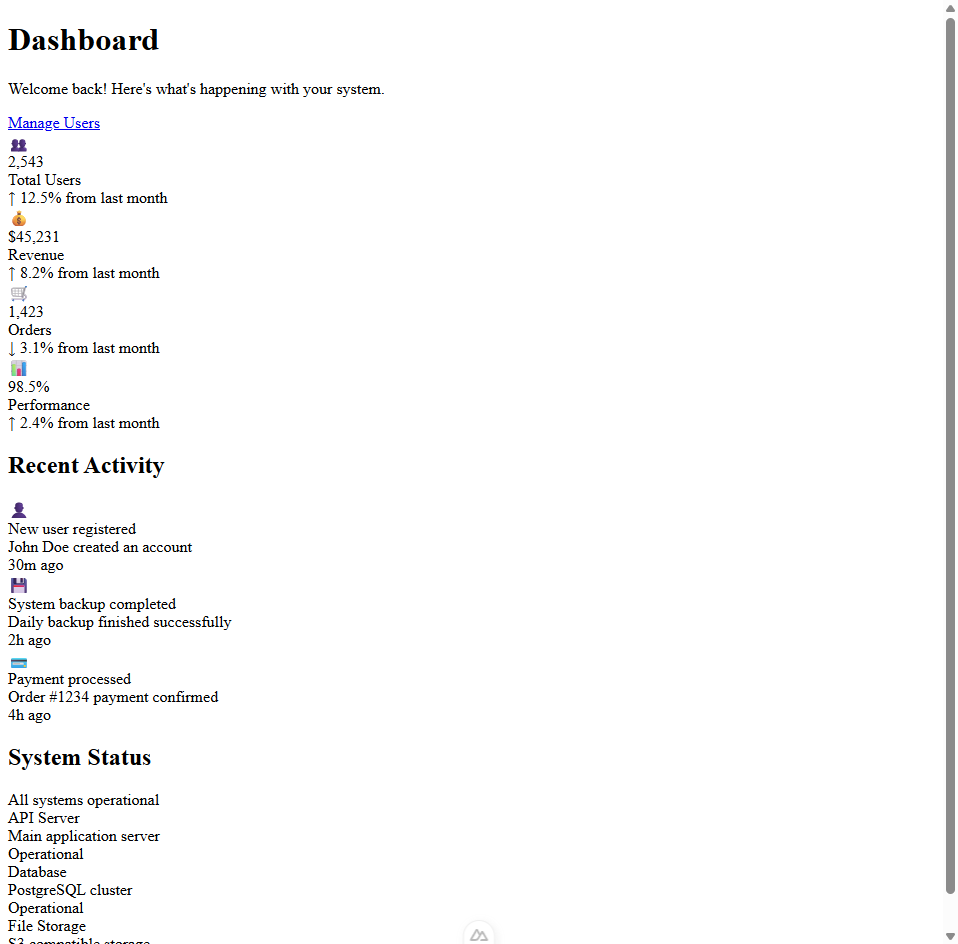 Dashboard
Welcome back! Here's what's happening with your system.
Manage Users
2,543
Total Users
↑ 12.5% from last month
$45,231
Revenue
↑ 8.2% from last month
1,423
Orders
↓ 3.1% from last month
98.5%
Performance
↑ 2.4% from last month
Recent Activity
New user registered
John Doe created an account
30m ago
System backup completed
Daily backup finished successfully
2h ago
Payment processed
Order #1234 payment confirmed
4h ago
System Status
All systems operational
API Server
Main application server
Operational
Database
PostgreSQL cluster
Operational
File Storage
S3-compatible storage